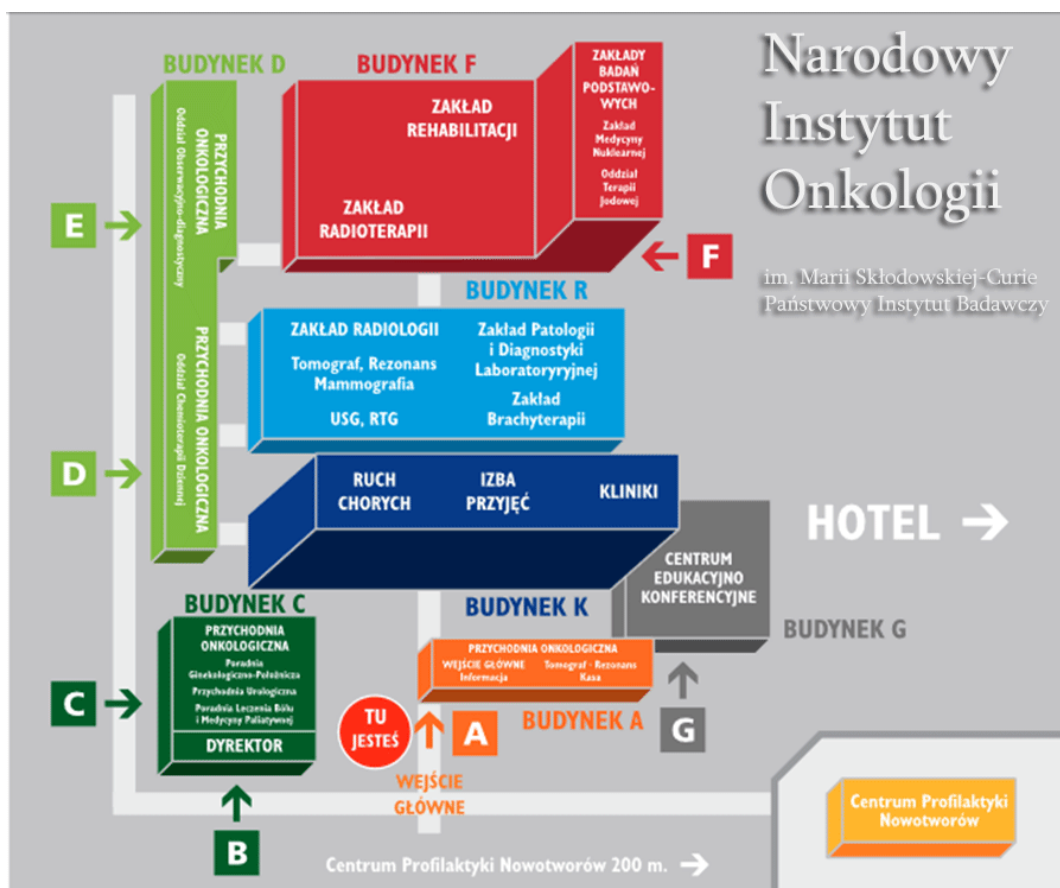 Narodowy
Instytut
Onkologii
im. Marii Skłodowskiej-Curie
Państwowy Instytut Badawczy
BUDYNEK D
PRZYCHODNIA
ONKOLOGICZNA
Oddział Obserwacyjno-diagnostyczny
PRZYCHODNIA ONKOLOGICZNA
Oddział Chemioterapii Dziennej
E →
D →
BUDYNEK F
ZAKŁAD
REHABILITACJI
ZAKŁAD
RADIOTERAPII
ZAKŁADY
BADAŃ
PODSTAWO-
WYCH
Zakład
Medycyny
Nuklearnej
Oddział
Terapii
Jodowej
← F
BUDYNEK R
ZAKŁAD RADIOLOGII
Tomograf, Rezonans
Mammografia
USG, RTG
Zakład Patologii
i Diagnostyki
Laboratoryryjnej
Zakład
Brachyterapii
RUCH
CHORYCH
IZBA
PRZYJĘĆ
KLINIKI
BUDYNEK K
HOTEL →
CENTRUM
EDUKACYJNO
KONFERENCYJNE
BUDYNEK G
↑
G
BUDYNEK C
PRZYCHODNIA
ONKOLOGICZNA
Poradnia
Ginekologiczno-Położnicza
Przychodnia Urologiczna
Poradnia Leczenia Bólu
i Medycyny Paliatywnej
DYREKTOR
C →
↑
B
PRZYCHODNIA ONKOLOGICZNA
WEJŚCIE GŁÓWNE
Informacja
Tomograf - Rezonans
Kasa
BUDYNEK A
TU
JESTEŚ
↑ A
WEJŚCIE
GŁÓWNE
Centrum Profilaktyki
Nowotworów
Centrum Profilaktyki Nowotworów 200 m. →